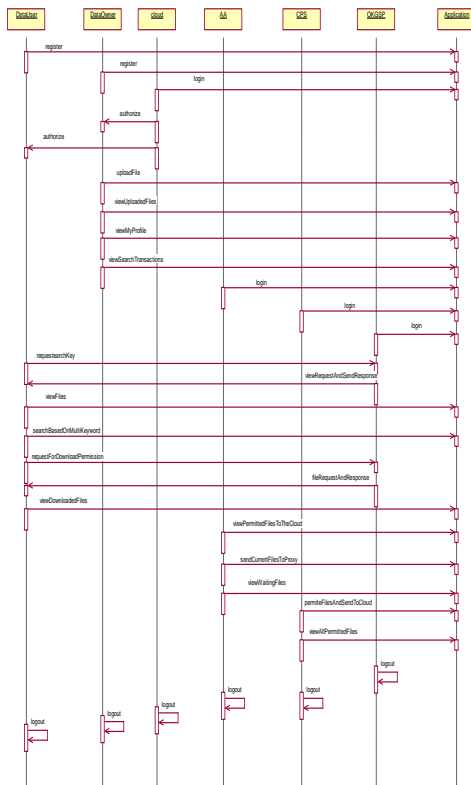 DataUser DataOwner cloud AA CPS OKGSP Application
register
register
login
authorize
authorize
uploadFile
viewUploadedFiles
viewMyProfile
viewSearchTransactions
login
login
login
requestsearchKey
viewRequestAndSendResponse
viewFiles
searchBasedOnMultiKeyword
requestForDownloadPermission
fileRequestAndResponse
viewDownloadedFiles
viewPermittedFilesToTheCloud
sendCurrentFilesToProxy
viewWaitingFiles
permiteFilesAndSendToCloud
viewAllPermittedFiles
logout
logout
logout
logout
logout
logout